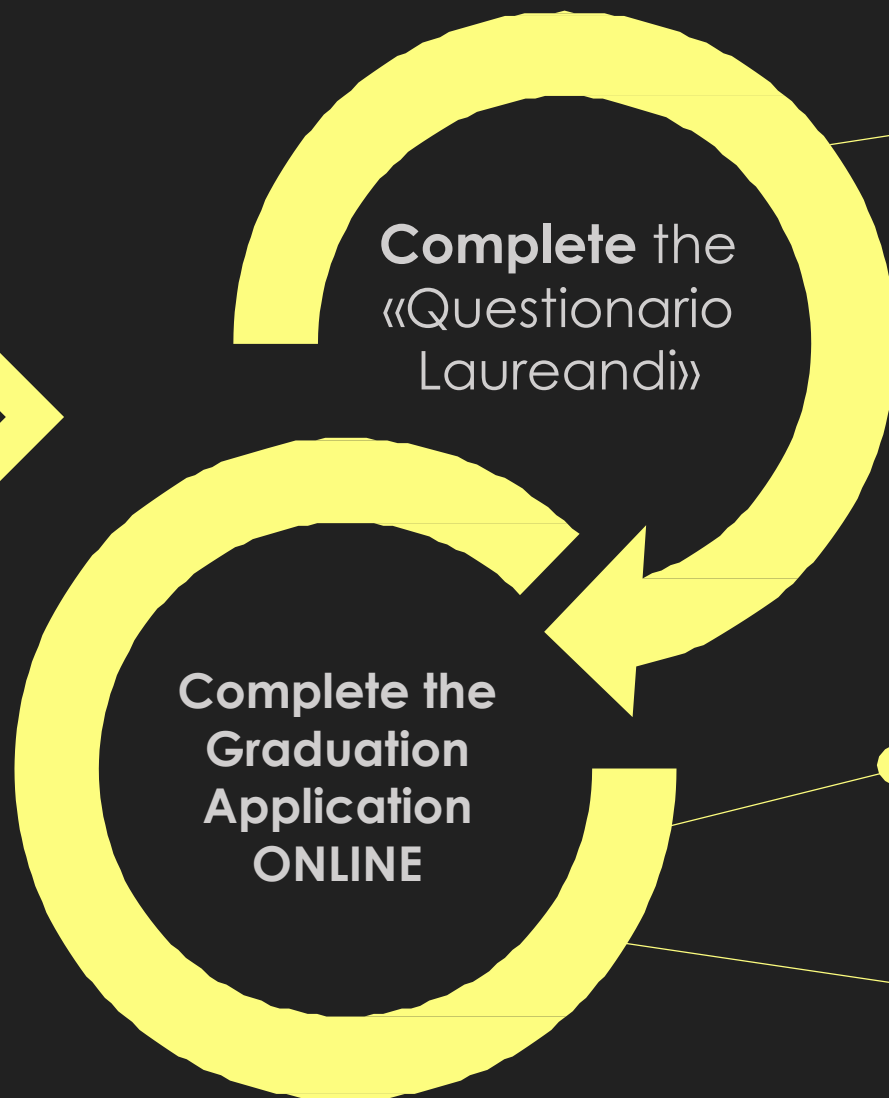 Complete the
«Questionario
Laureandi»
Complete the
Graduation
Application
ONLINE